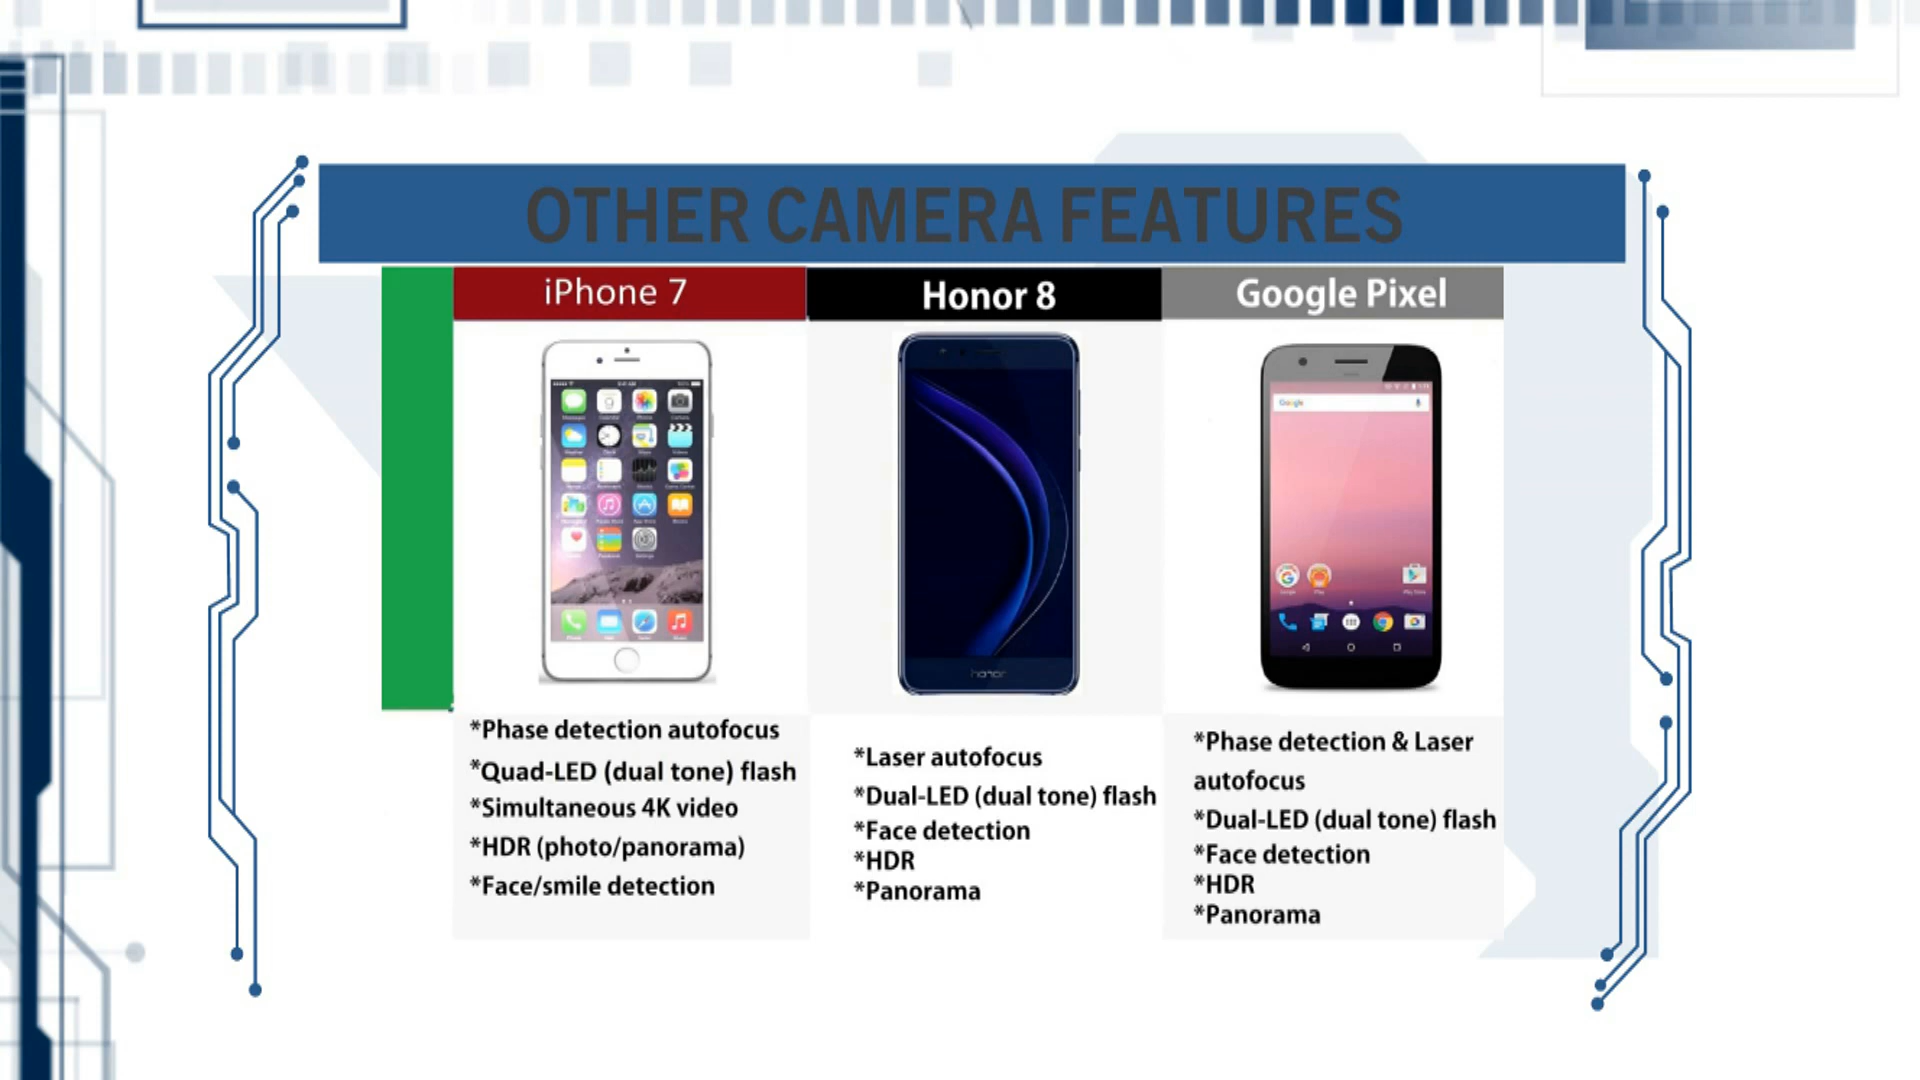 OTHER CAMERA FEATURES
iPhone 7
Honor 8
Google Pixel
Google
honor
*Phase detection autofocus
*Quad-LED (dual tone) flash
*Simultaneous 4K video
*HDR (photo/panorama)
*Face/smile detection
*Laser autofocus
*Dual-LED (dual tone) flash
*Face detection
*HDR
*Panorama
*Phase detection & Laser
autofocus
*Dual-LED (dual tone) flash
*Face detection
*HDR
*Panorama